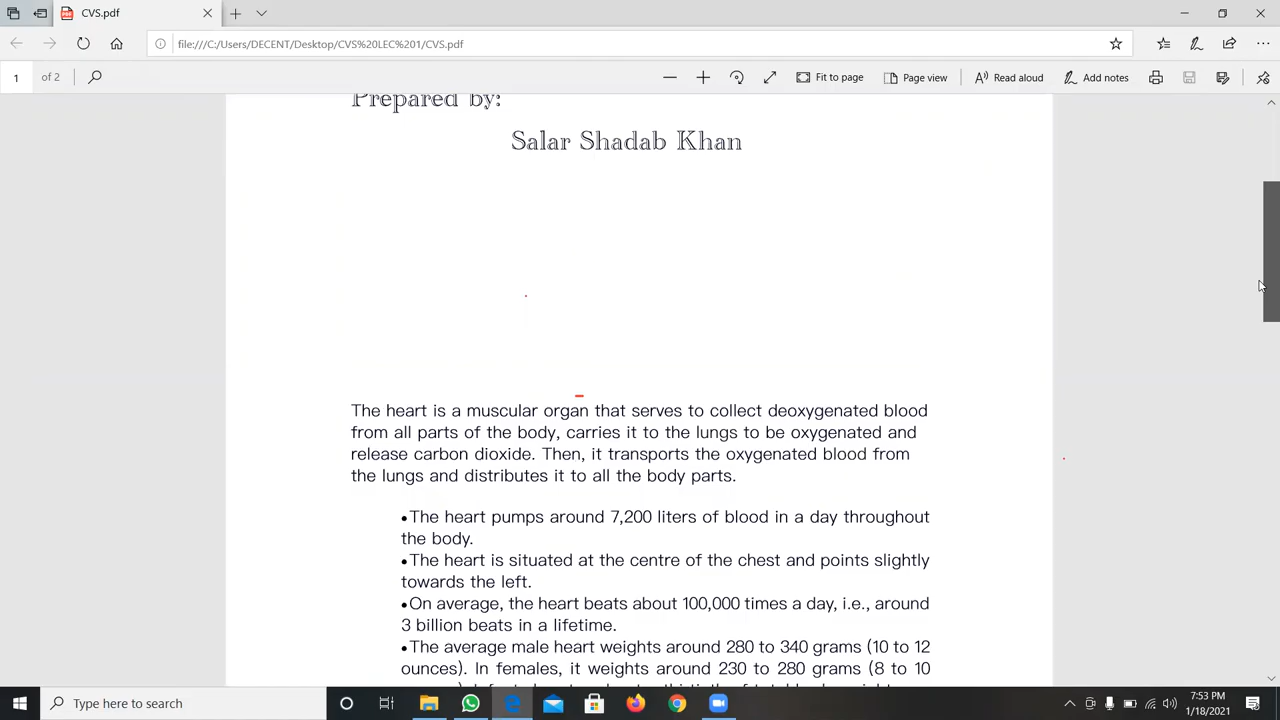 CVS.pdf
file:///C:/Users/DECENT/Desktop/CVS%20LEC%201/CVS.pdf
1 of 2 Fit to page Page view Read aloud Add notes
Prepared by:
Salar Shadab Khan
The heart is a muscular organ that serves to collect deoxygenated blood
from all parts of the body, carries it to the lungs to be oxygenated and
release carbon dioxide. Then, it transports the oxygenated blood from
the lungs and distributes it to all the body parts.
•The heart pumps around 7,200 liters of blood in a day throughout
the body.
•The heart is situated at the centre of the chest and points slightly
towards the left.
•On average, the heart beats about 100,000 times a day, i.e., around
3 billion beats in a lifetime.
•The average male heart weights around 280 to 340 grams (10 to 12
ounces). In females, it weights around 230 to 280 grams (8 to 10
Type here to search
7:53 PM
1/18/2021